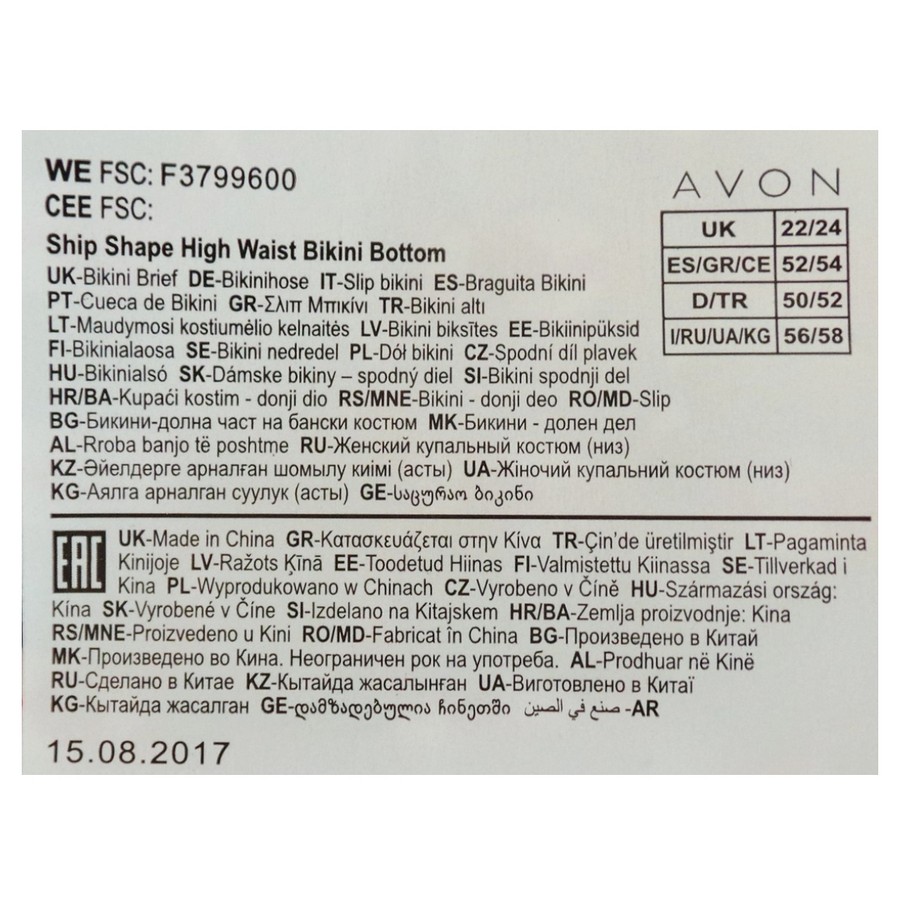 WE FSC: F3799600
CEE FSC:
AVON
UK 22/24
ES/GR/CE 52/54
D/TR 50/52
I/RU/UA/KG 56/58
Ship Shape High Waist Bikini Bottom
UK-Bikini Brief DE-Bikinihose IT-Slip bikini ES-Braguita Bikini
PT-Cueca de Bikini GR-Σλιπ Μπικίνι TR-Bikini altı
LT-Maudymosi kostiumėlio kelnaitės LV-Bikini biksītes EE-Bikiinipüksid
FI-Bikinialaosa SE-Bikini nedredel PL-Dół bikini CZ-Spodní díl plavek
HU-Bikinialsó SK-Dámske bikiny – spodný diel SI-Bikini spodnji del
HR/BA-Kupaći kostim - donji dio RS/MNE-Bikini - donji deo RO/MD-Slip
BG-Бикини-долна част на бански костюм MK-Бикини - долен дел
AL-Rroba banjo të poshtme RU-Женский купальный костюм (низ)
KZ-Әйелдерге арналған шомылу киімі (асты) UA-Жіночий купальний костюм (низ)
KG-Аялга арналган суулук (асты) GE-საცურაო ბიკინი
EAC
UK-Made in China GR-Κατασκευάζεται στην Κίνα TR-Çin'de üretilmiştir LT-Pagaminta
Kinijoje LV-Ražots Ķīnā EE-Toodetud Hiinas FI-Valmistettu Kiinassa SE-Tillverkad i
Kina PL-Wyprodukowano w Chinach CZ-Vyrobeno v Číně HU-Származási ország:
Kína SK-Vyrobené v Číne SI-Izdelano na Kitajskem HR/BA-Zemlja proizvodnje: Kina
RS/MNE-Proizvedeno u Kini RO/MD-Fabricat în China BG-Произведено в Китай
MK-Произведено во Кина. Неограничен рок на употреба. AL-Prodhuar në Kinë
RU-Сделано в Китае KZ-Кытайда жасалынған UA-Виготовлено в Китаї
KG-Кытайда жасалган GE-დამზადებულია ჩინეთში صنع في الصين -AR
15.08.2017